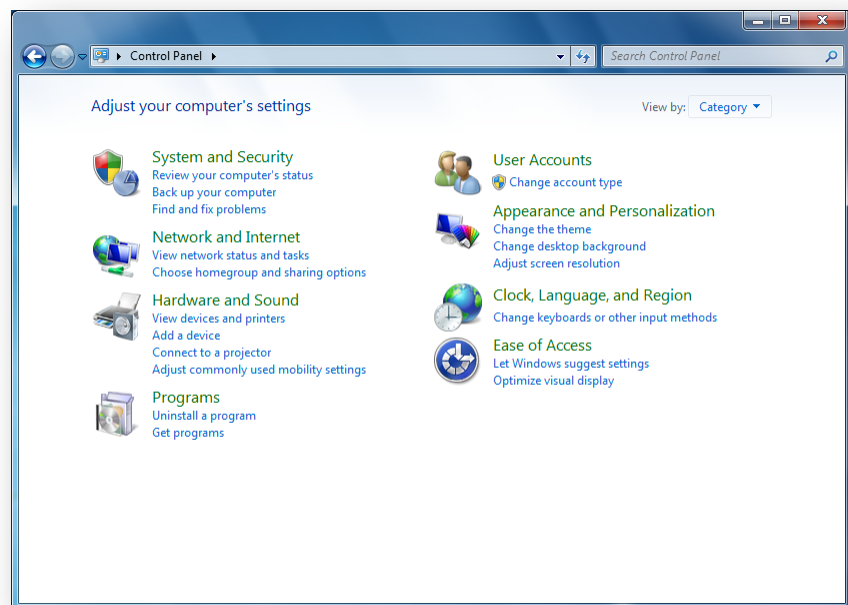 Control Panel
Search Control Panel
Adjust your computer's settings
View by: Category
System and Security
Review your computer's status
Back up your computer
Find and fix problems
Network and Internet
View network status and tasks
Choose homegroup and sharing options
Hardware and Sound
View devices and printers
Add a device
Connect to a projector
Adjust commonly used mobility settings
Programs
Uninstall a program
Get programs
User Accounts
Change account type
Appearance and Personalization
Change the theme
Change desktop background
Adjust screen resolution
Clock, Language, and Region
Change keyboards or other input methods
Ease of Access
Let Windows suggest settings
Optimize visual display